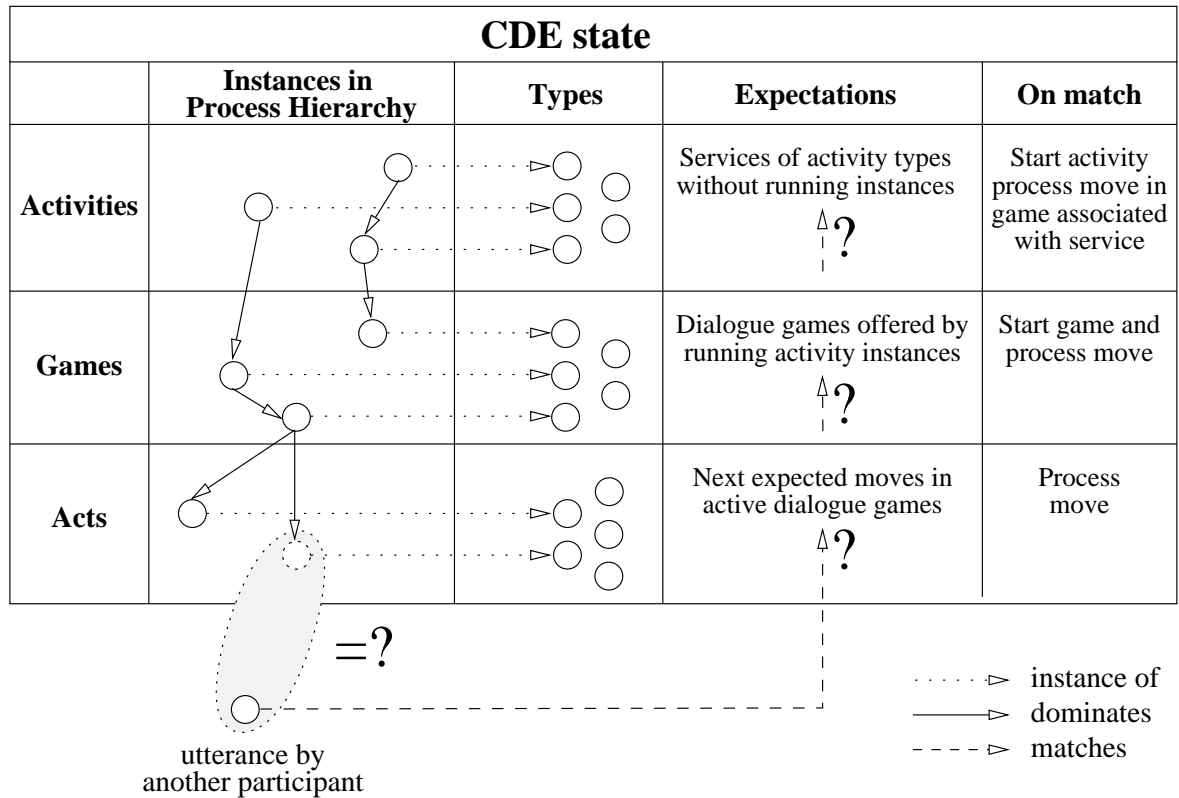 CDE state
Instances in
Process Hierarchy
Types
Expectations
On match
Activities
Services of activity types
without running instances
?
Start activity
process move in
game associated
with service
Games
Dialogue games offered by
running activity instances
?
Start game and
process move
Acts
Next expected moves in
active dialogue games
?
Process
move
=?
utterance by
another participant
instance of
dominates
matches